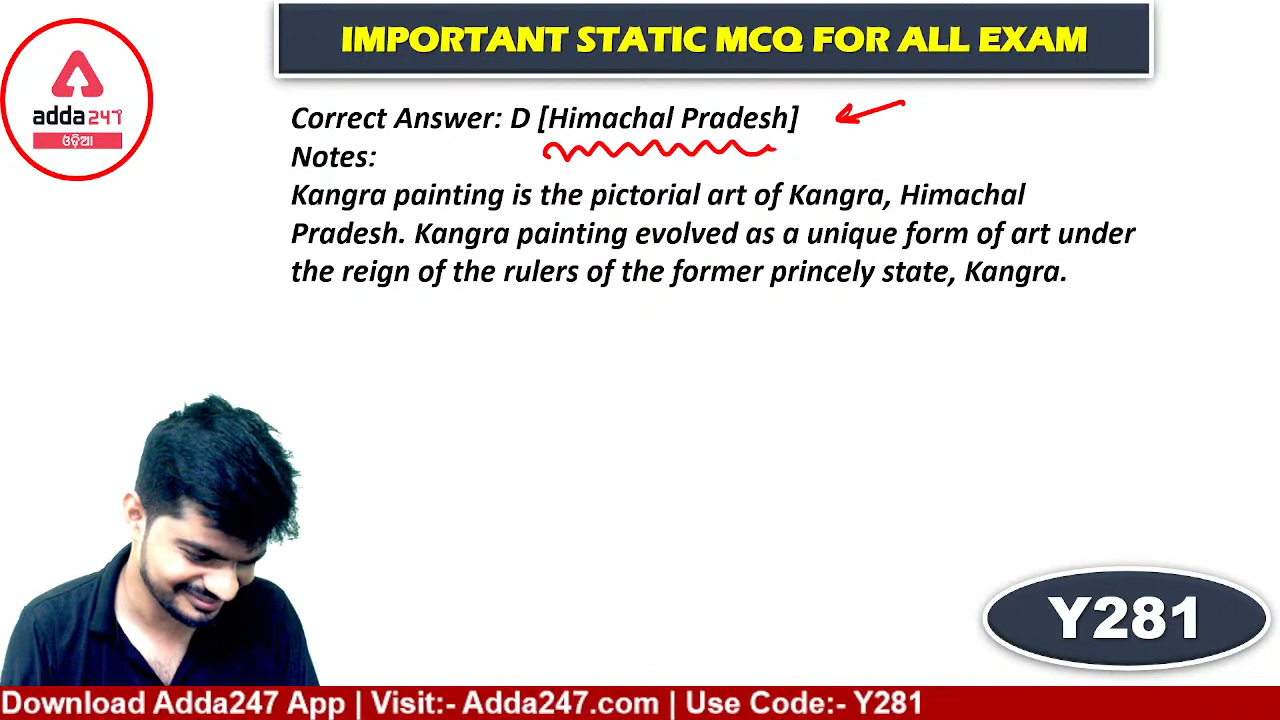 IMPORTANT STATIC MCQ FOR ALL EXAM
adda247
ଓଡ଼ିଆ
Correct Answer: D [Himachal Pradesh]
Notes:
Kangra painting is the pictorial art of Kangra, Himachal
Pradesh. Kangra painting evolved as a unique form of art under
the reign of the rulers of the former princely state, Kangra.
Y281
Download Adda247 App | Visit:- Adda247.com | Use Code:- Y281